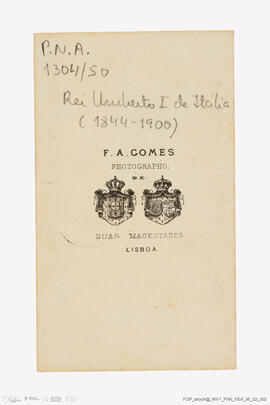 P.N.A.
1304/50
Rei Umberto I de Itália
(1844-1900)
F. A. GOMES
PHOTOGRAPHO,
DE
SUAS MAGESTADES.
LISBOA.